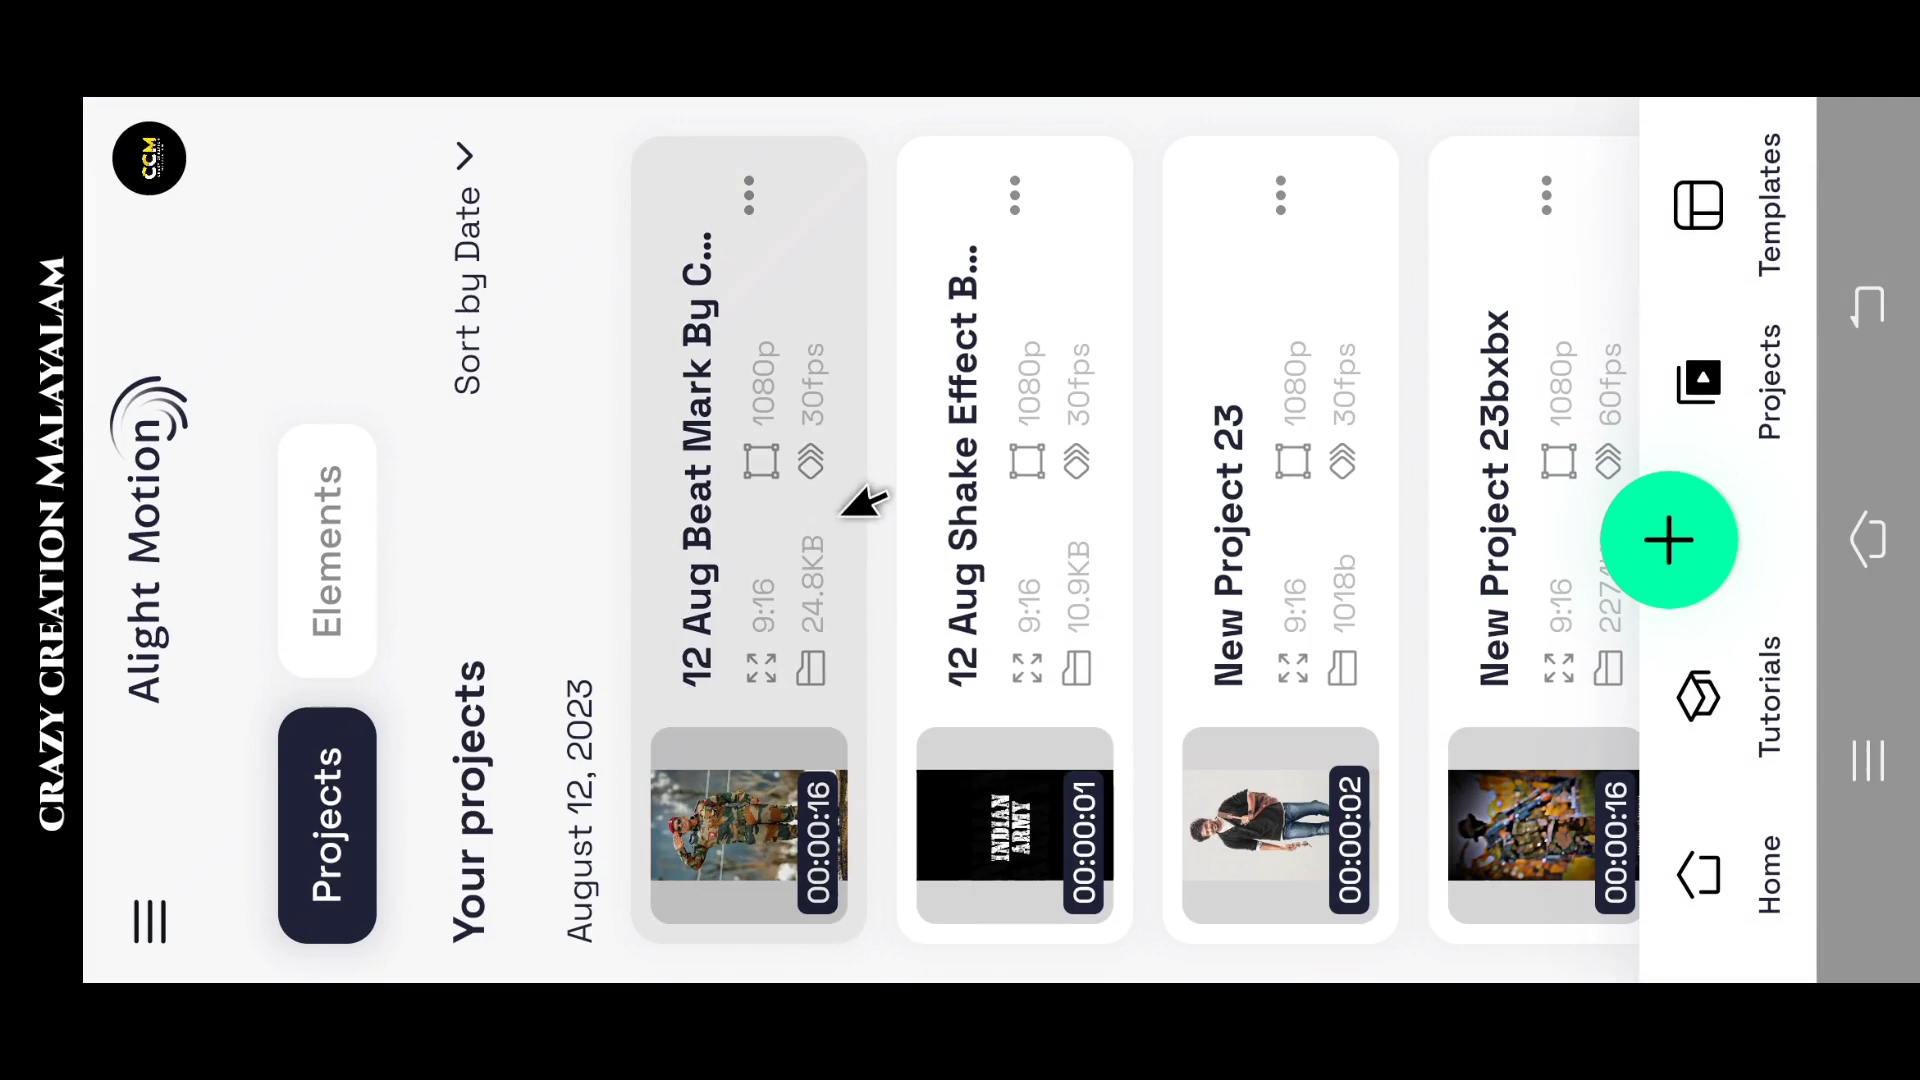 CRAZY CREATION MALAYALAM
Alight Motion
CCM
Projects
Elements
Your projects
Sort by Date
August 12, 2023
12 Aug Beat Mark By C...
9:16
1080p
24.8KB
30fps
00:00:16
12 Aug Shake Effect B...
9:16
1080p
10.9KB
30fps
INDIAN
ARMY
00:00:01
New Project 23
9:16
1080p
1018b
30fps
00:00:02
New Project 23bxbx
9:16
1080p
60fps
00:00:16
Home
Tutorials
Projects
Templates